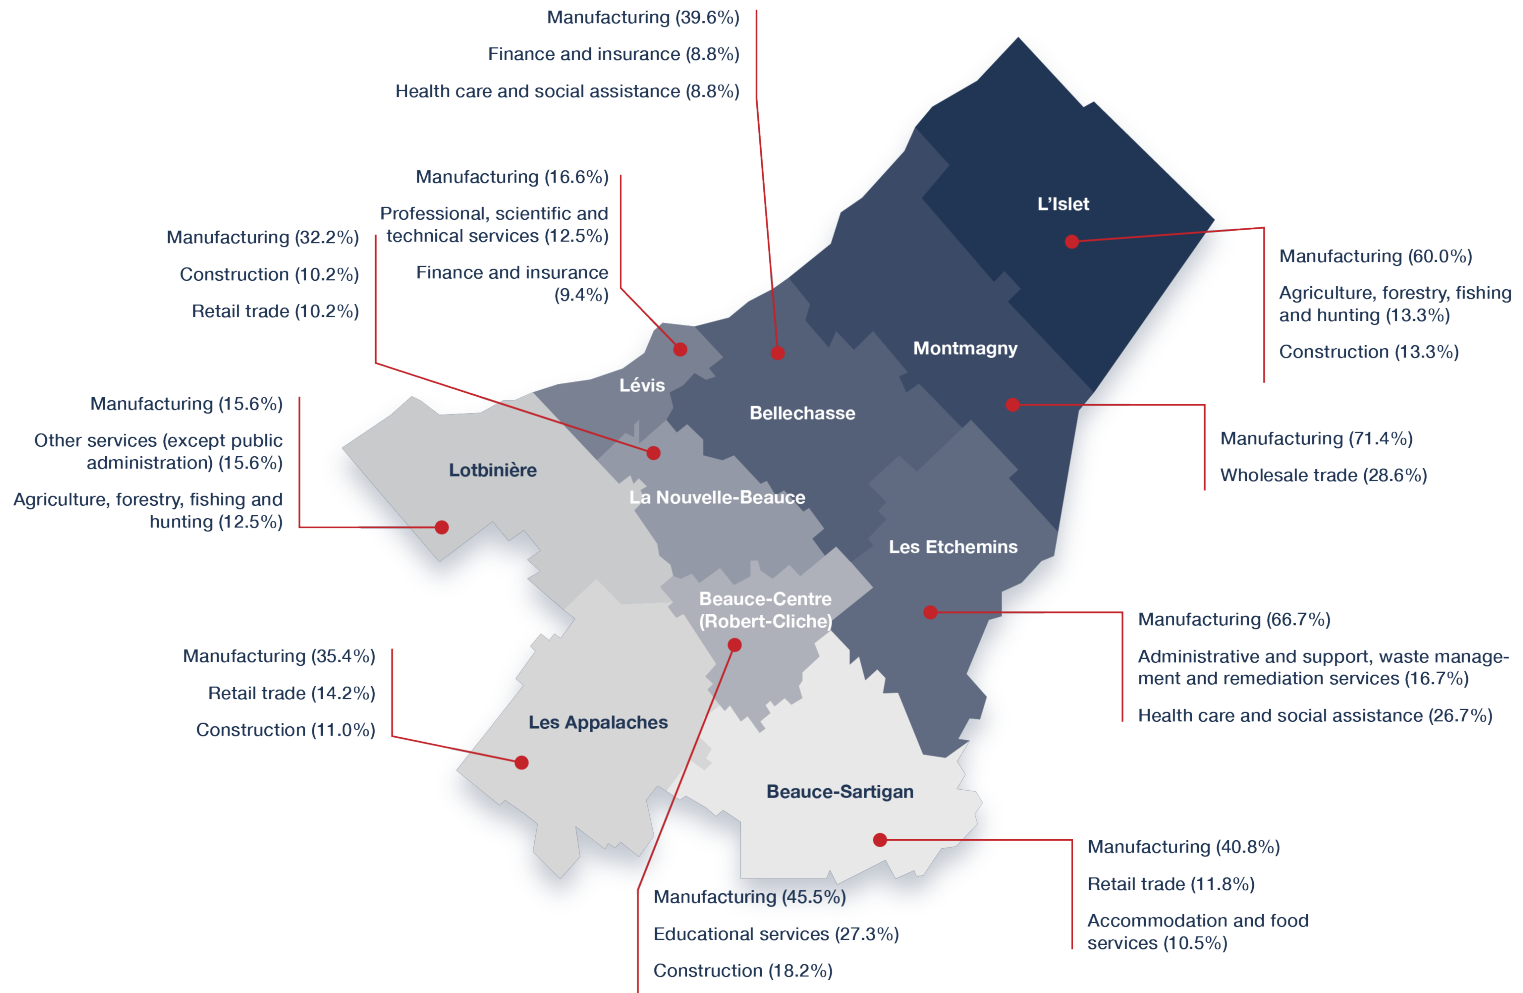 Manufacturing (39.6%)
Finance and insurance (8.8%)
Health care and social assistance (8.8%)
Manufacturing (16.6%)
Professional, scientific and
technical services (12.5%)
Finance and insurance
(9.4%)
Manufacturing (32.2%)
Construction (10.2%)
Retail trade (10.2%)
Manufacturing (15.6%)
Other services (except public
administration) (15.6%)
Agriculture, forestry, fishing and
hunting (12.5%)
Manufacturing (35.4%)
Retail trade (14.2%)
Construction (11.0%)
L'Islet
Montmagny
Lévis
Bellechasse
Lotbinière
La Nouvelle-Beauce
Les Etchemins
Beauce-Centre
(Robert-Cliche)
Les Appalaches
Beauce-Sartigan
Manufacturing (60.0%)
Agriculture, forestry, fishing
and hunting (13.3%)
Construction (13.3%)
Manufacturing (71.4%)
Wholesale trade (28.6%)
Manufacturing (66.7%)
Administrative and support, waste manage-
ment and remediation services (16.7%)
Health care and social assistance (26.7%)
Manufacturing (40.8%)
Retail trade (11.8%)
Accommodation and food
services (10.5%)
Manufacturing (45.5%)
Educational services (27.3%)
Construction (18.2%)